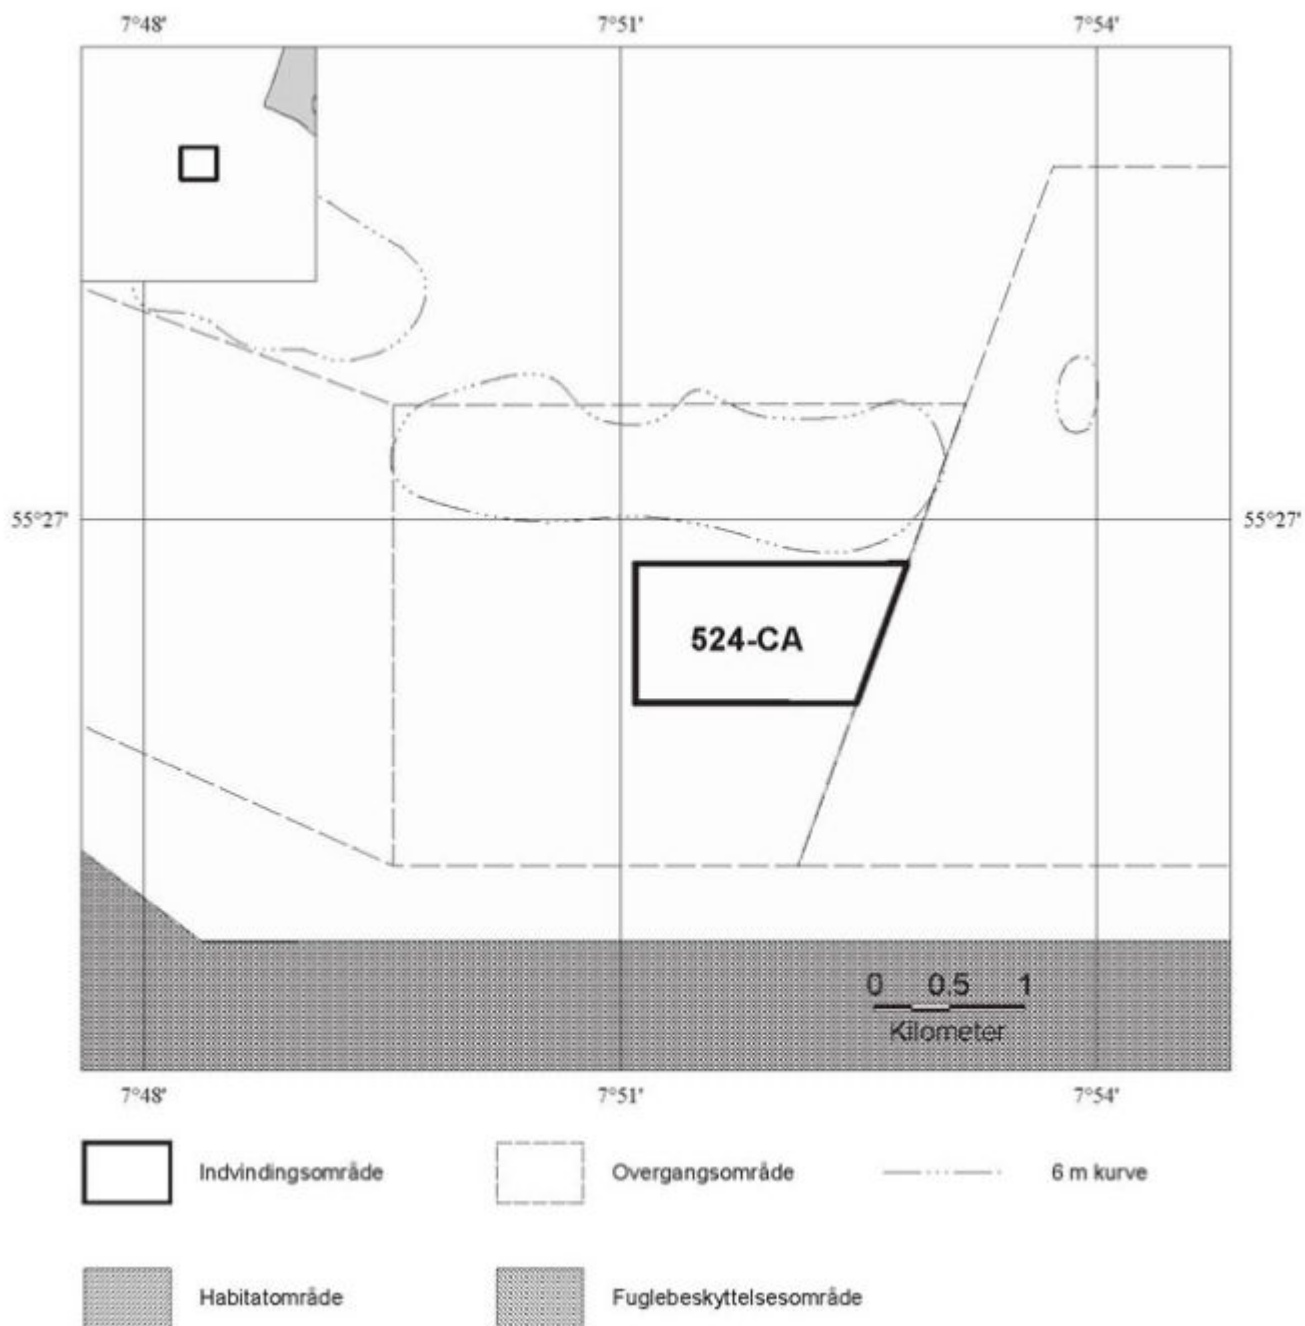 7°48' 7°51' 7°54'
55°27' 55°27'
524-CA
0 0.5 1
Kilometer
7°48' 7°51' 7°54'
Indvindingsområde Overgangsområde 6 m kurve
Habitatområde Fuglebeskyttelsesområde